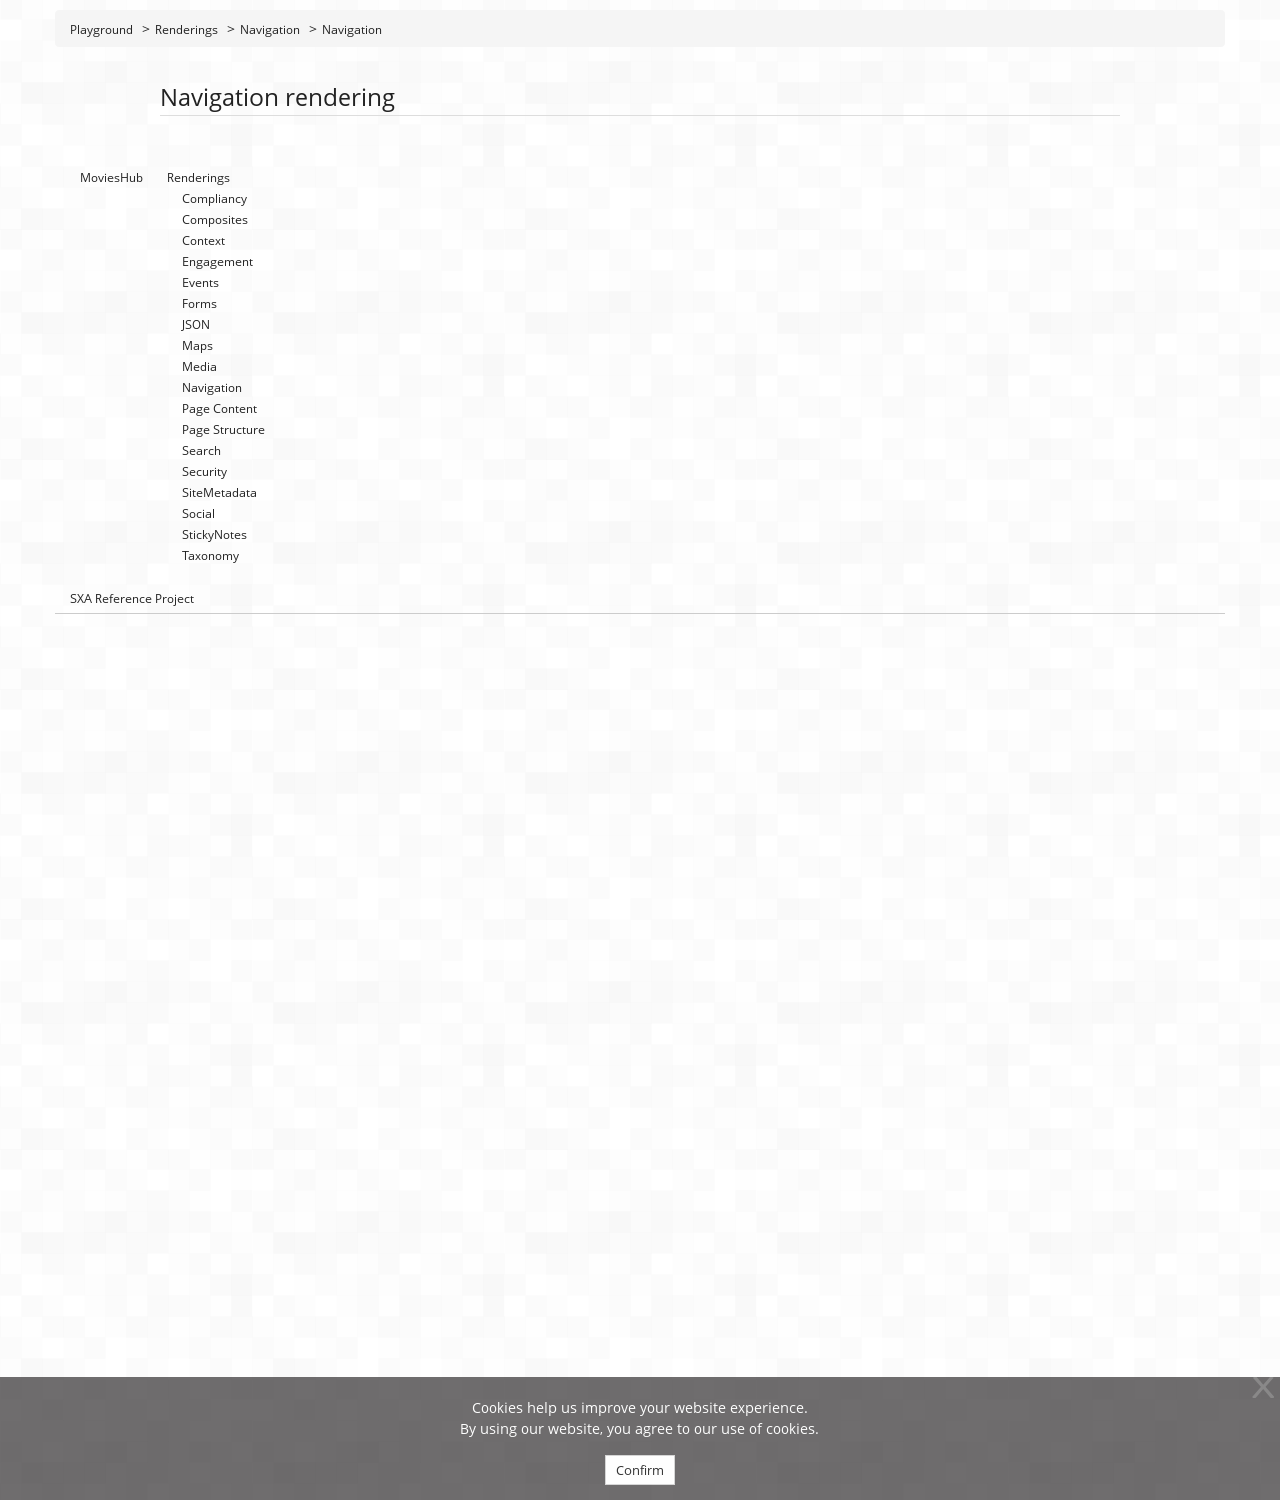 Playground > Renderings > Navigation > Navigation
Navigation rendering
MoviesHub Renderings
Compliancy
Composites
Context
Engagement
Events
Forms
JSON
Maps
Media
Navigation
Page Content
Page Structure
Search
Security
SiteMetadata
Social
StickyNotes
Taxonomy
SXA Reference Project
X
Cookies help us improve your website experience.
By using our website, you agree to our use of cookies.
Confirm